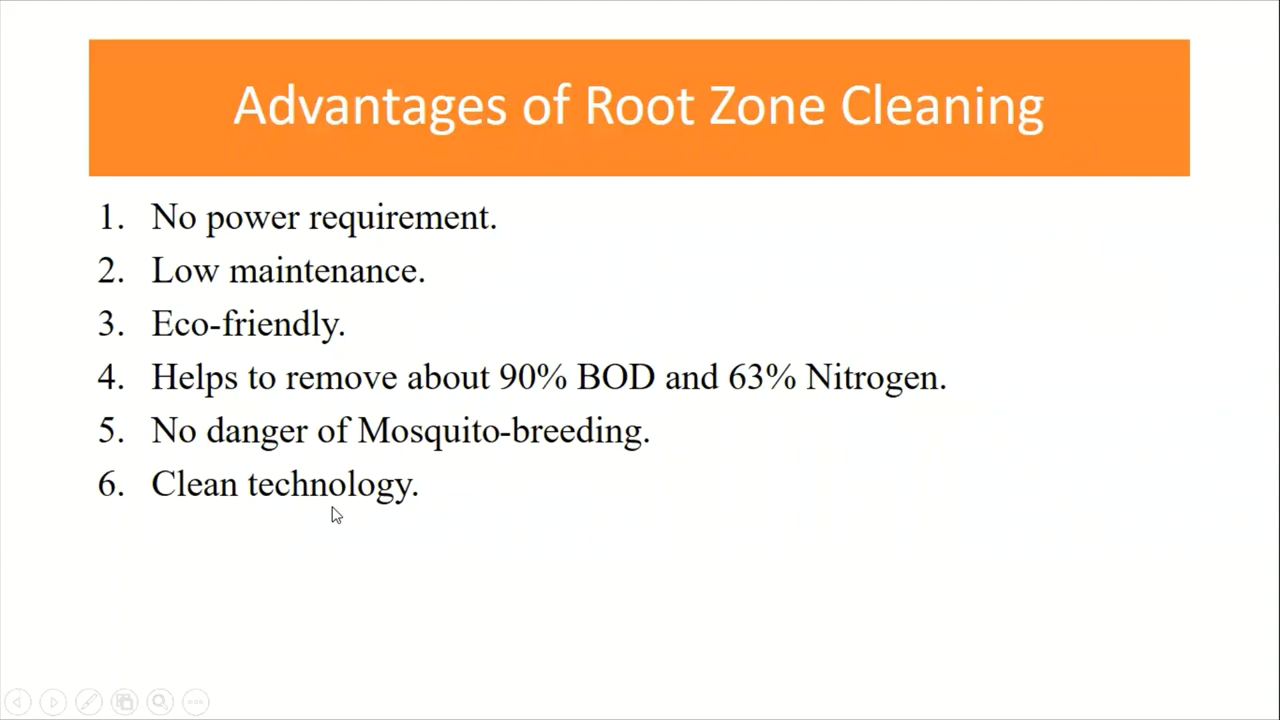 Advantages of Root Zone Cleaning
1. No power requirement.
2. Low maintenance.
3. Eco-friendly.
4. Helps to remove about 90% BOD and 63% Nitrogen.
5. No danger of Mosquito-breeding.
6. Clean technology.